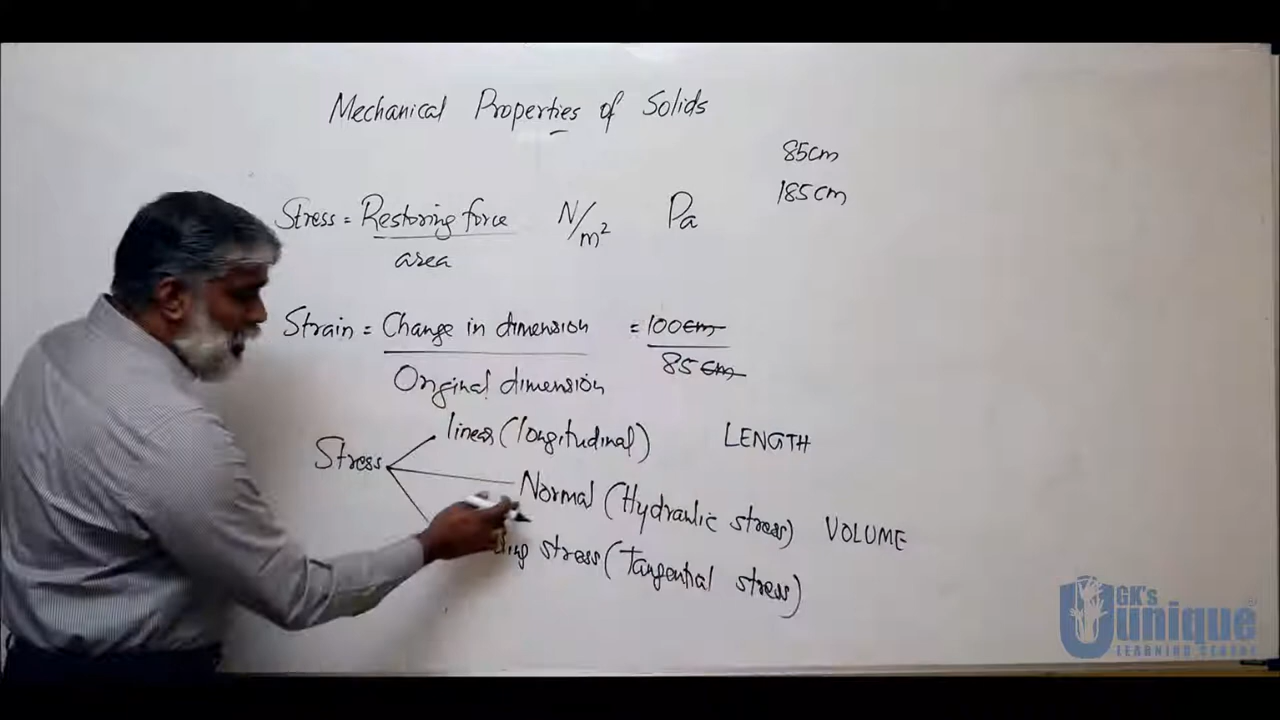 Mechanical Properties of Solids
85cm
185cm
Stress = Restoring force N/m² Pa
area
Strain = Change in dimension = 100cm
Original dimension 85cm
linear (longitudinal) LENGTH
Stress
Normal (Hydraulic stress) VOLUME
stress (Tangential stress)
GK's
unique
LEARNING CENTRE